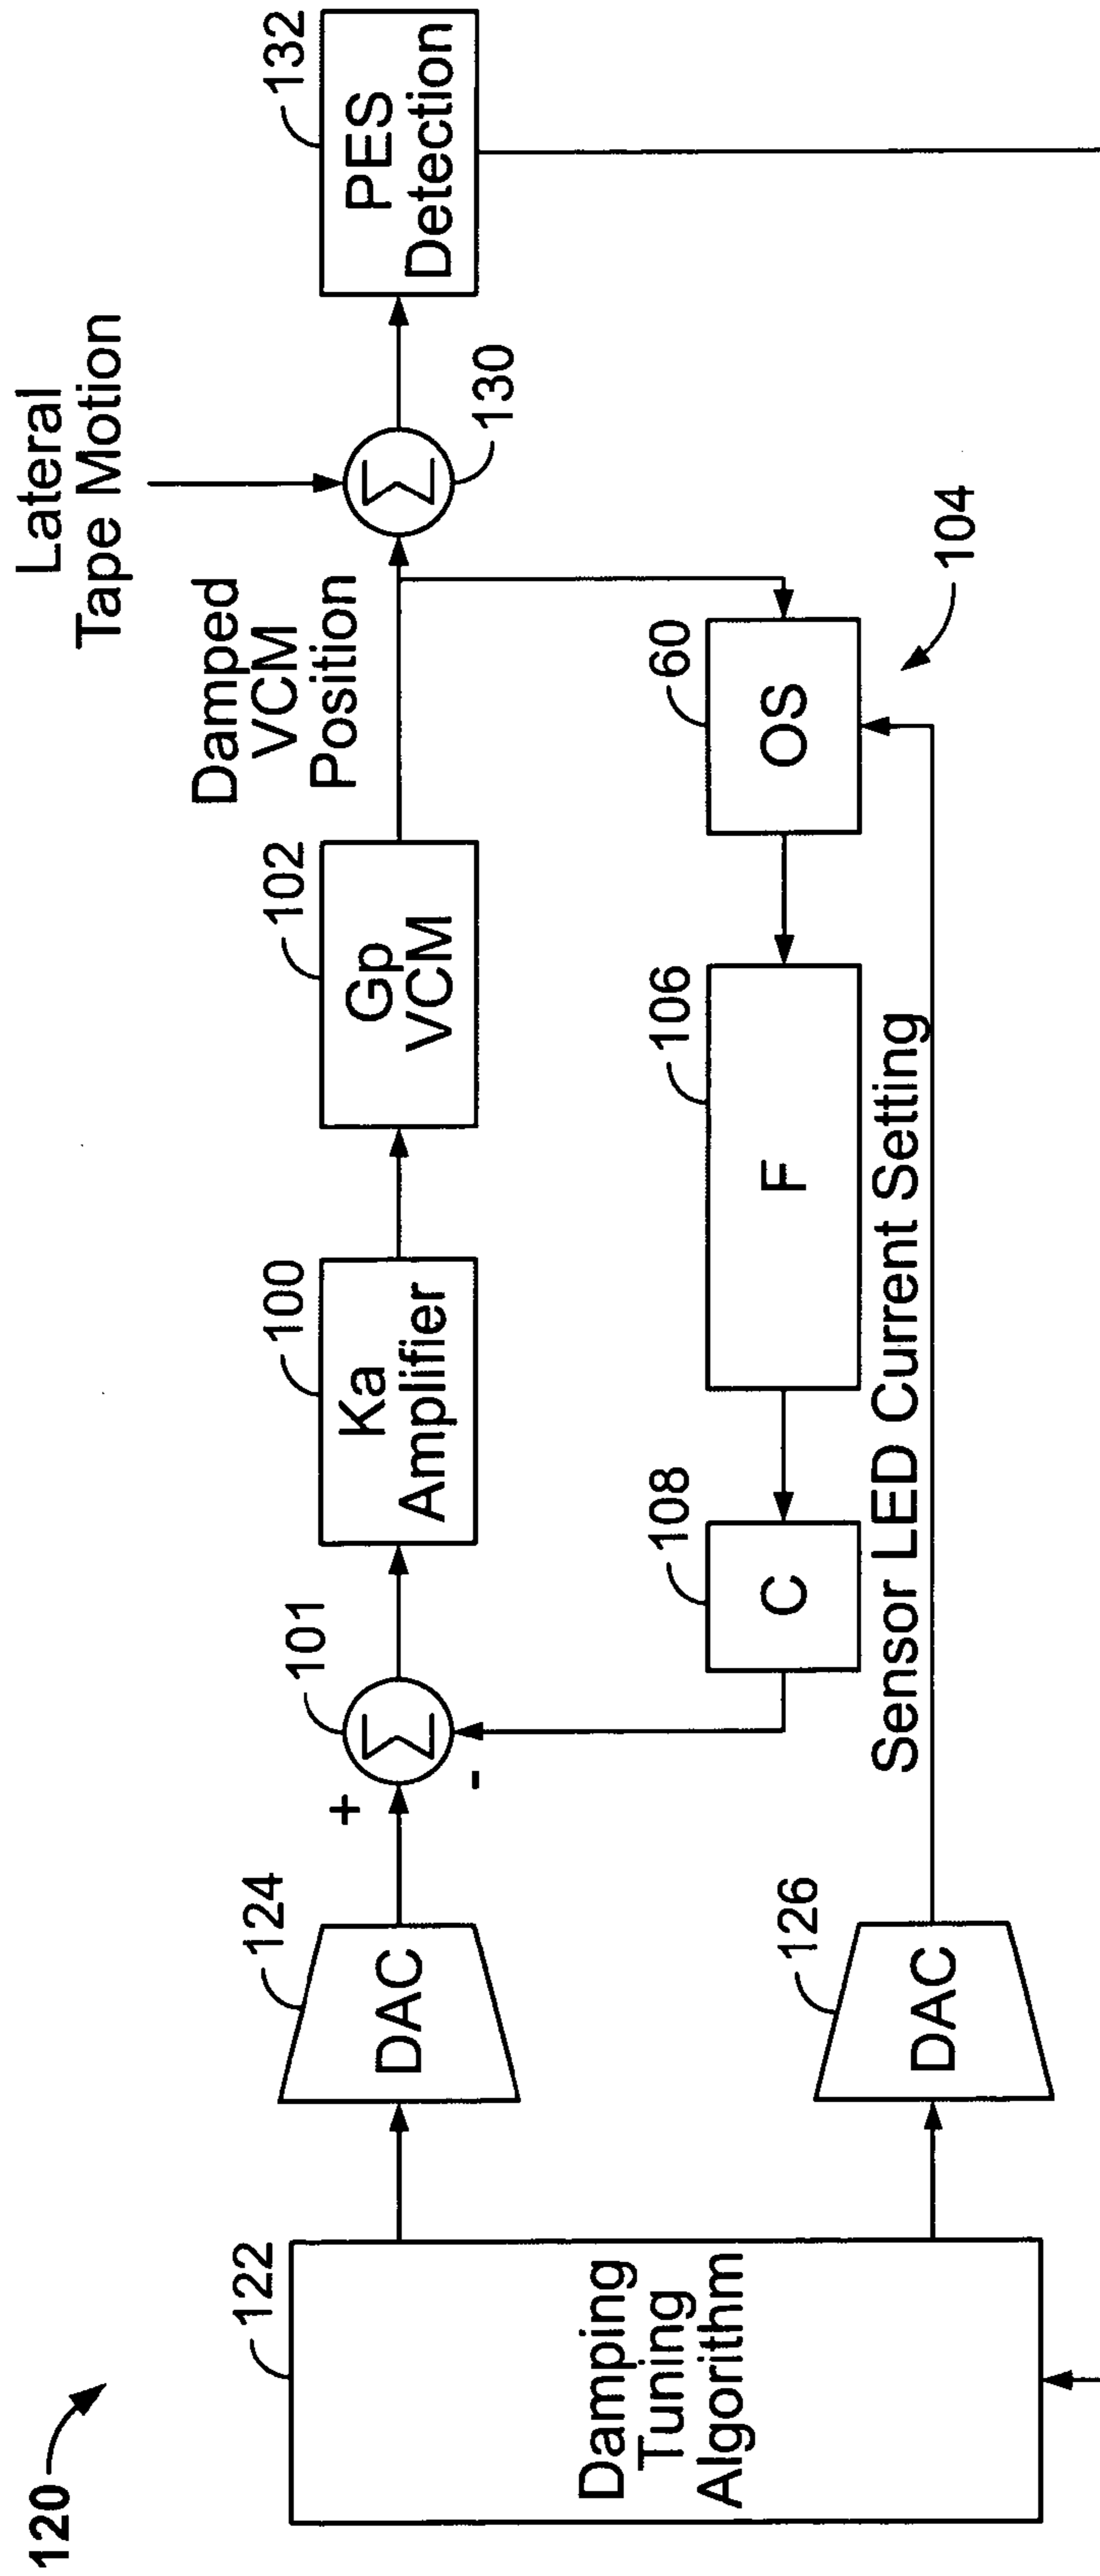 120
122
Damping
Tuning
Algorithm
124
DAC
126
DAC
+
-
101
Σ
100
Ka
Amplifier
102
Gp
VCM
Damped
VCM
Position
Lateral
Tape Motion
Σ
130
132
PES
Detection
108
C
106
F
60
OS
104
Sensor LED Current Setting